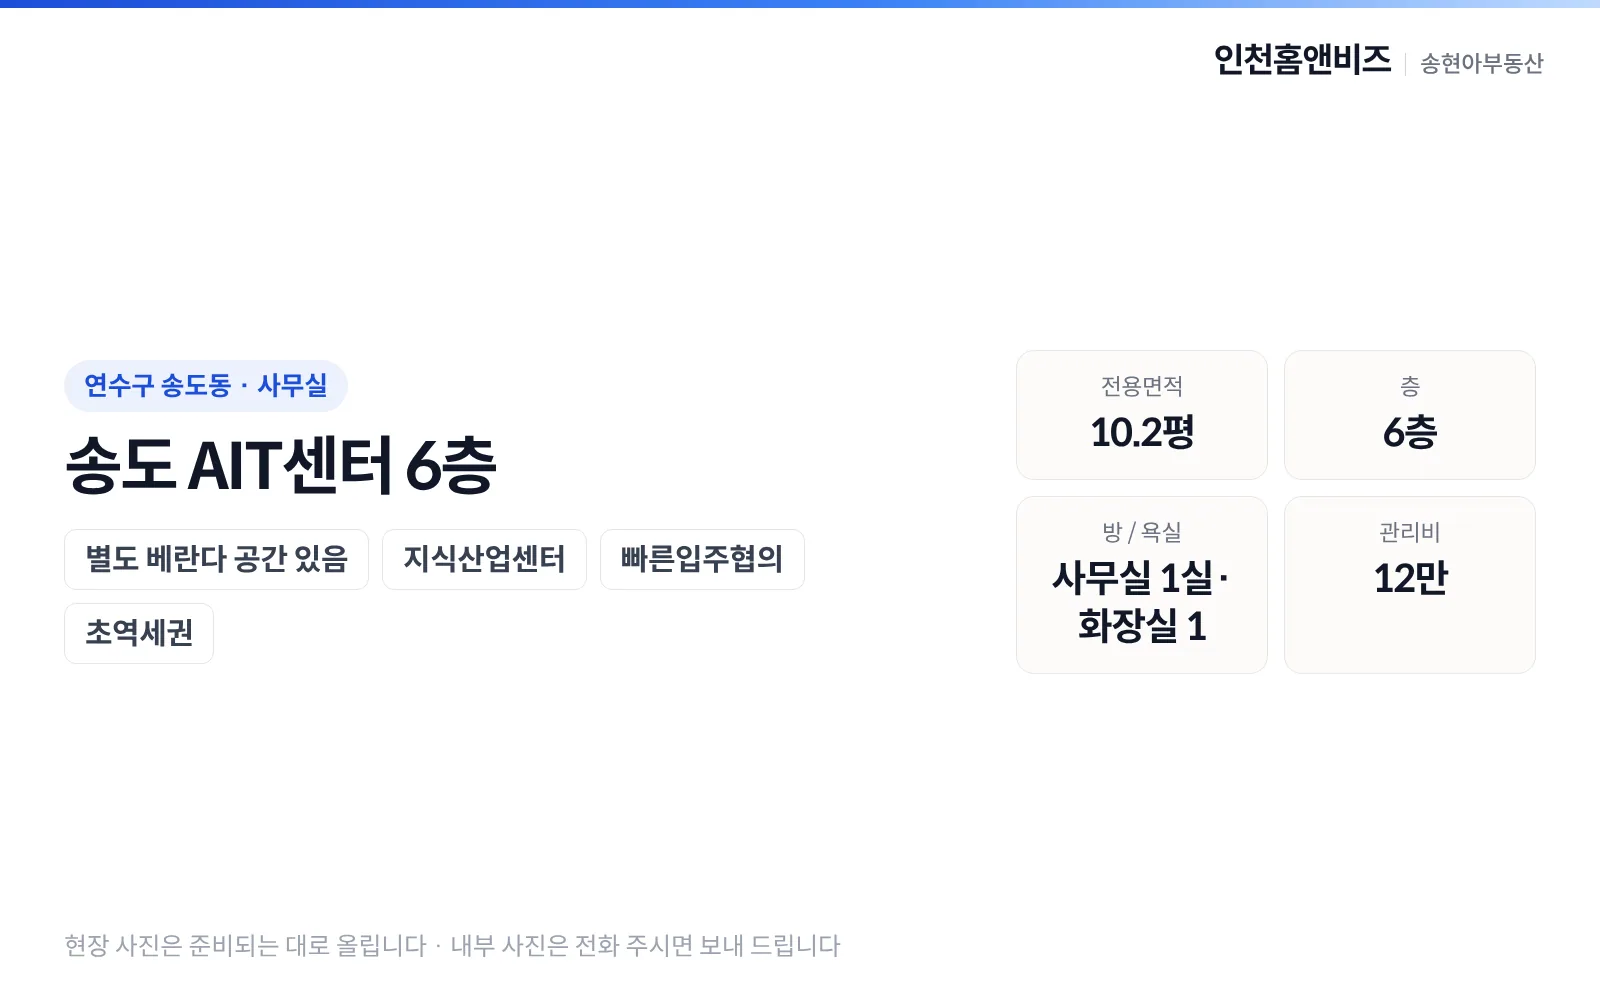 인천홈앤비즈 송현아부동산
연수구 송도동 · 사무실
송도 AIT센터 6층
별도 베란다 공간 있음 지식산업센터 빠른입주협의
초역세권
전용면적
10.2평
층
6층
방 / 욕실
사무실 1실 ·
화장실 1
관리비
12만
현장 사진은 준비되는 대로 올립니다 · 내부 사진은 전화 주시면 보내 드립니다